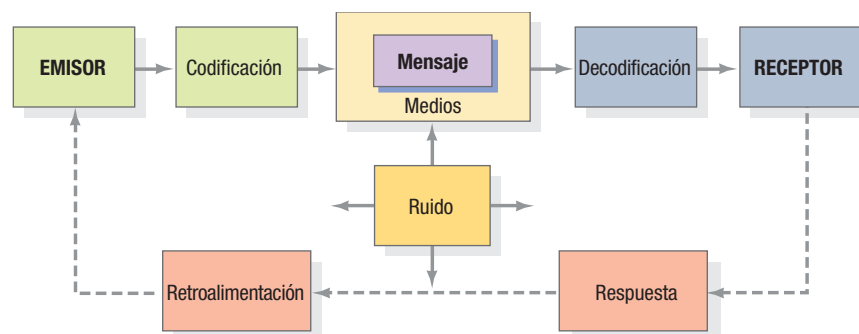 EMISOR
Codificación
Mensaje
Medios
Decodificación
RECEPTOR
Ruido
Retroalimentación
Respuesta